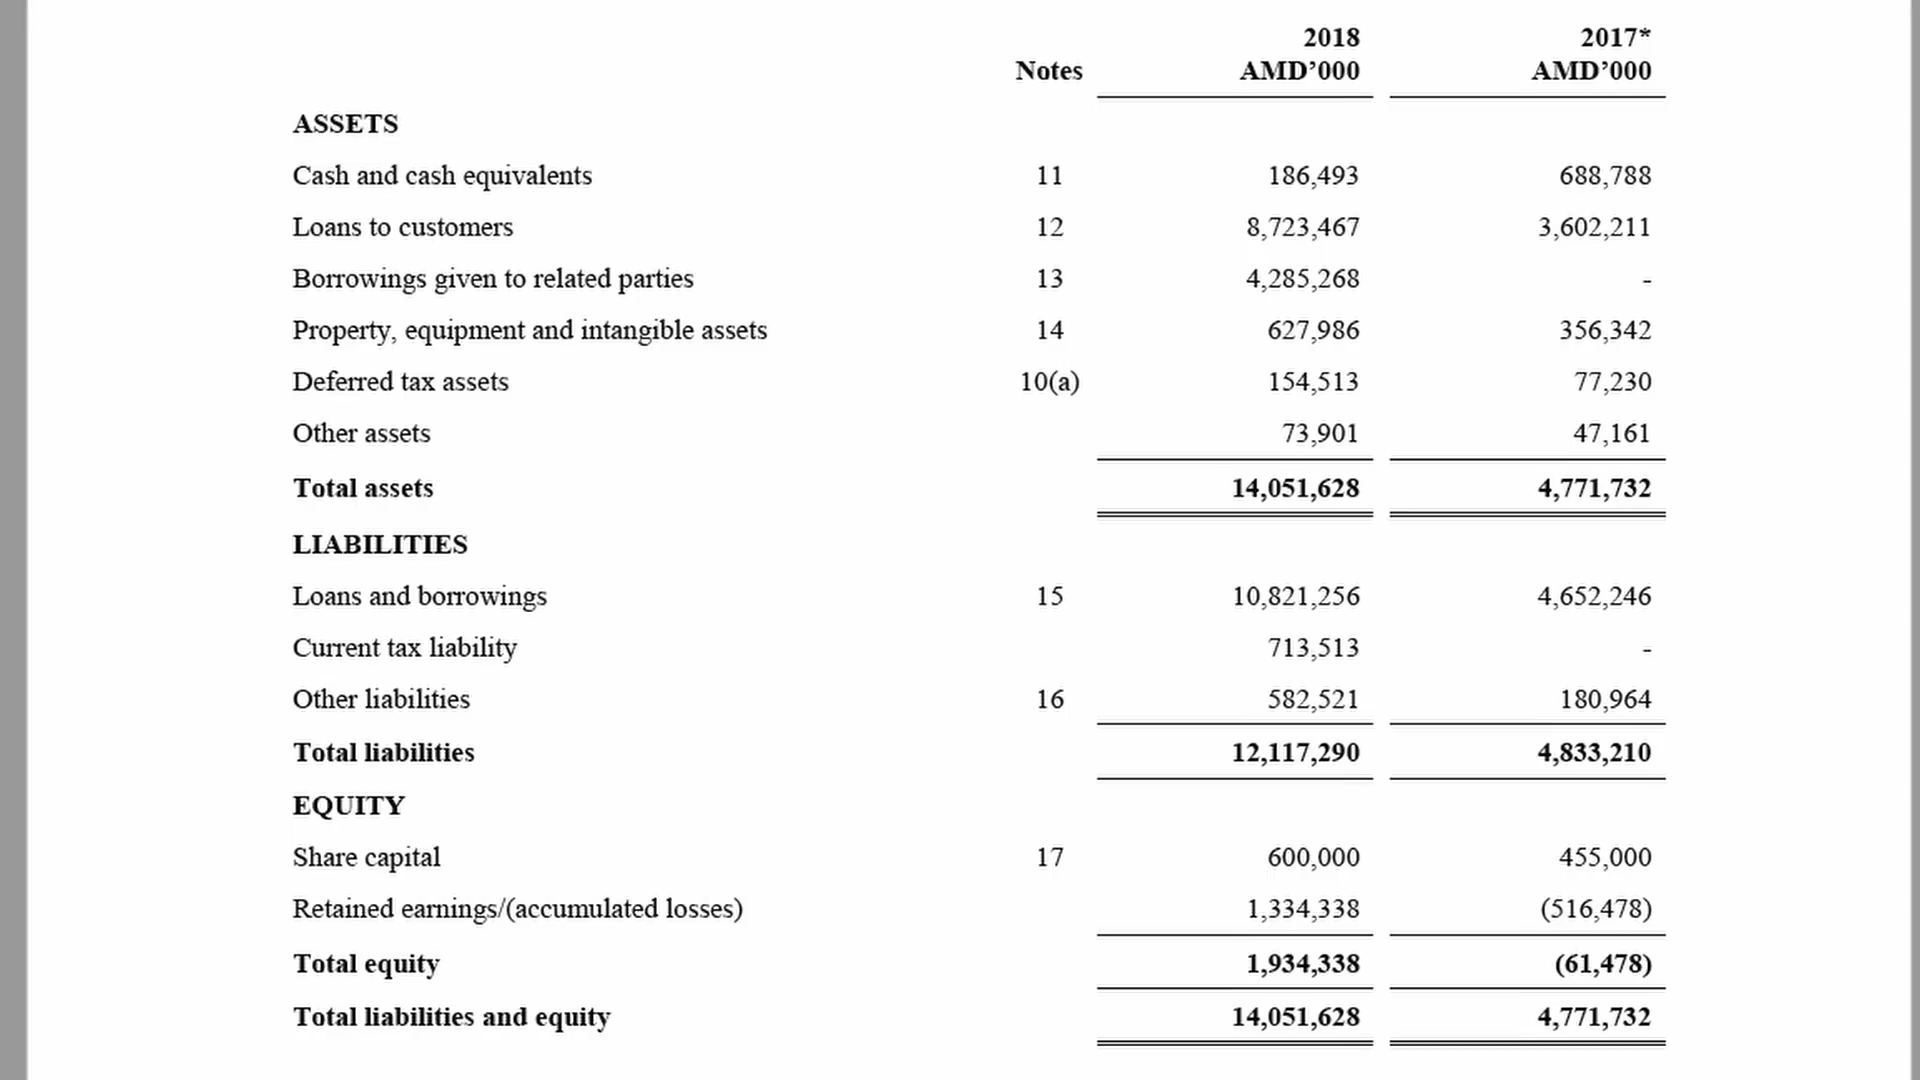 2018 2017*
Notes AMD’000 AMD’000
ASSETS
Cash and cash equivalents 11 186,493 688,788
Loans to customers 12 8,723,467 3,602,211
Borrowings given to related parties 13 4,285,268 -
Property, equipment and intangible assets 14 627,986 356,342
Deferred tax assets 10(a) 154,513 77,230
Other assets 73,901 47,161
Total assets 14,051,628 4,771,732
LIABILITIES
Loans and borrowings 15 10,821,256 4,652,246
Current tax liability 713,513 -
Other liabilities 16 582,521 180,964
Total liabilities 12,117,290 4,833,210
EQUITY
Share capital 17 600,000 455,000
Retained earnings/(accumulated losses) 1,334,338 (516,478)
Total equity 1,934,338 (61,478)
Total liabilities and equity 14,051,628 4,771,732